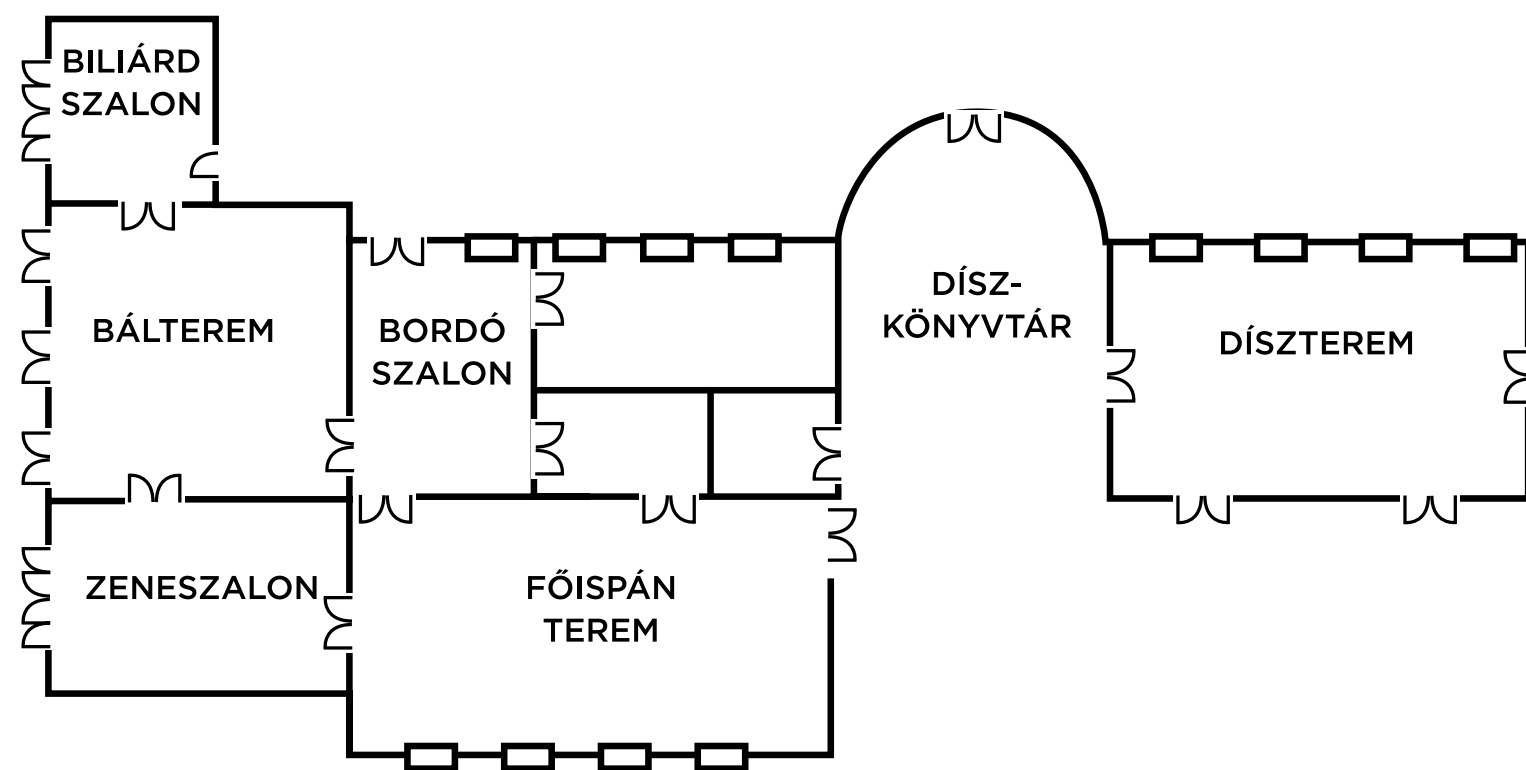 BILIÁRD
SZALON
BÁLTEREM
BORDÓ
SZALON
DÍSZ-
KÖNYVTÁR
DÍSZTEREM
ZENESZALON
FŐISPÁN
TEREM